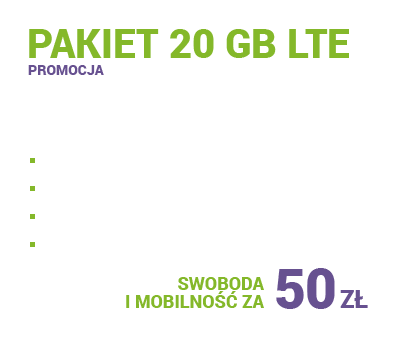 PAKIET 20 GB LTE
PROMOCJA
SWOBODA
I MOBILNOŚĆ ZA 50 ZŁ